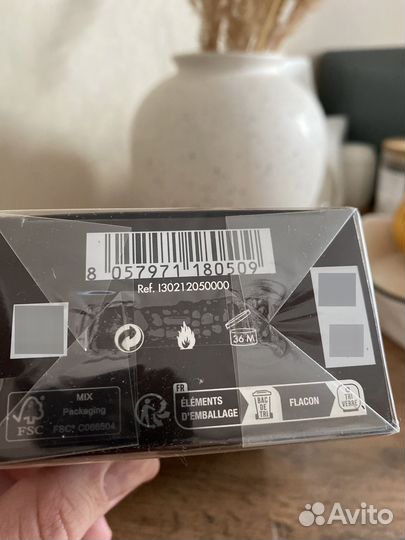 8 057971 180509
Ref. I30212050000
36 M
MIX
Packaging
FSC® C066504
FSC
FR
ÉLÉMENTS
D'EMBALLAGE
BAC
DE
TRI
FLACON
TRI
VERRE
Avito